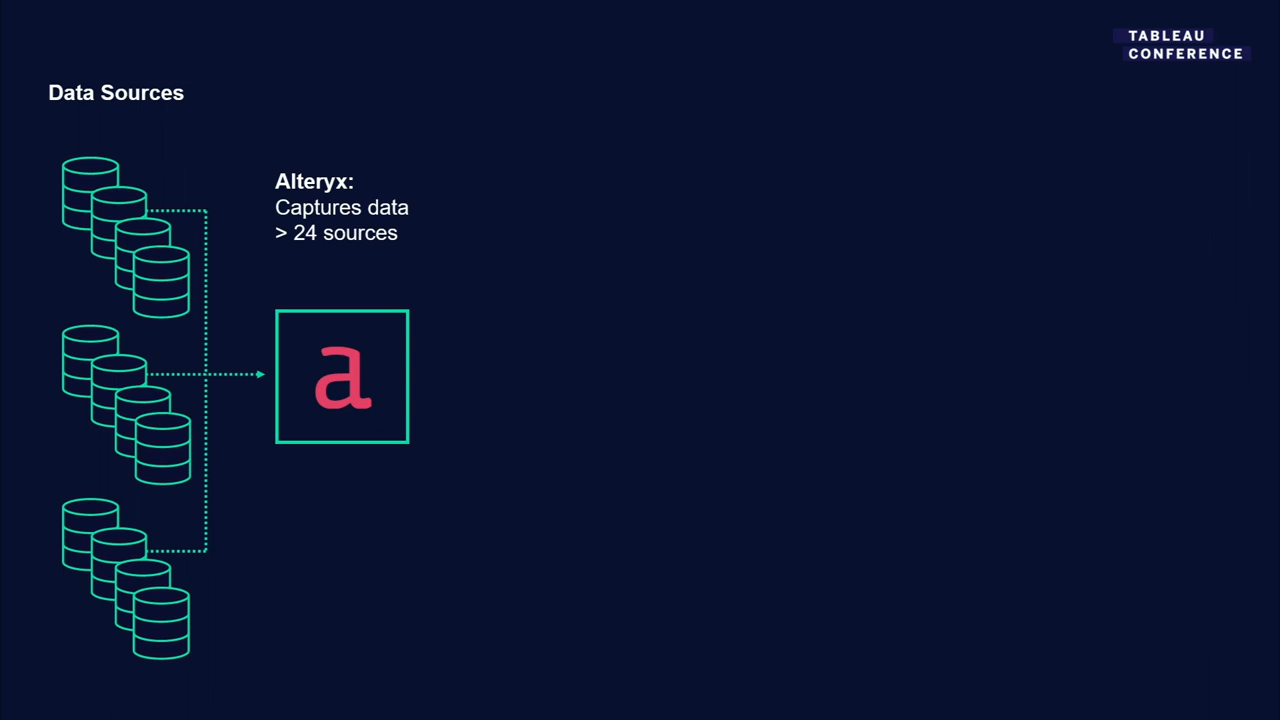 TABLEAU
CONFERENCE
Data Sources
Alteryx:
Captures data
> 24 sources
a